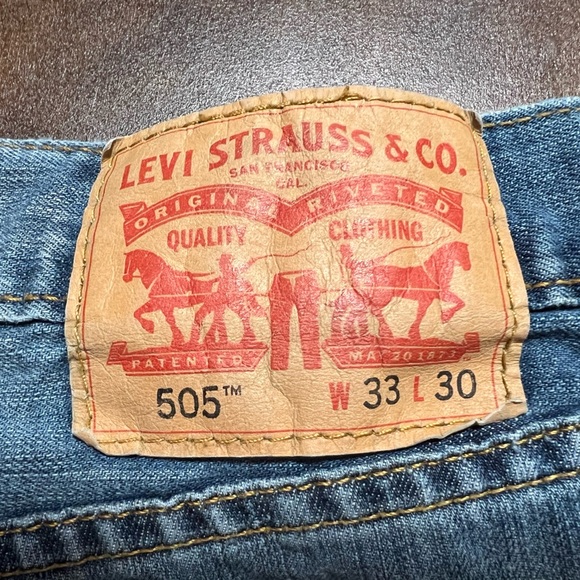 LEVI STRAUSS & CO.
SAN FRANCISCO
CAL.
ORIGINAL RIVETED
QUALITY CLOTHING
PATENTED MAY 20 1873
505™ W 33 L 30